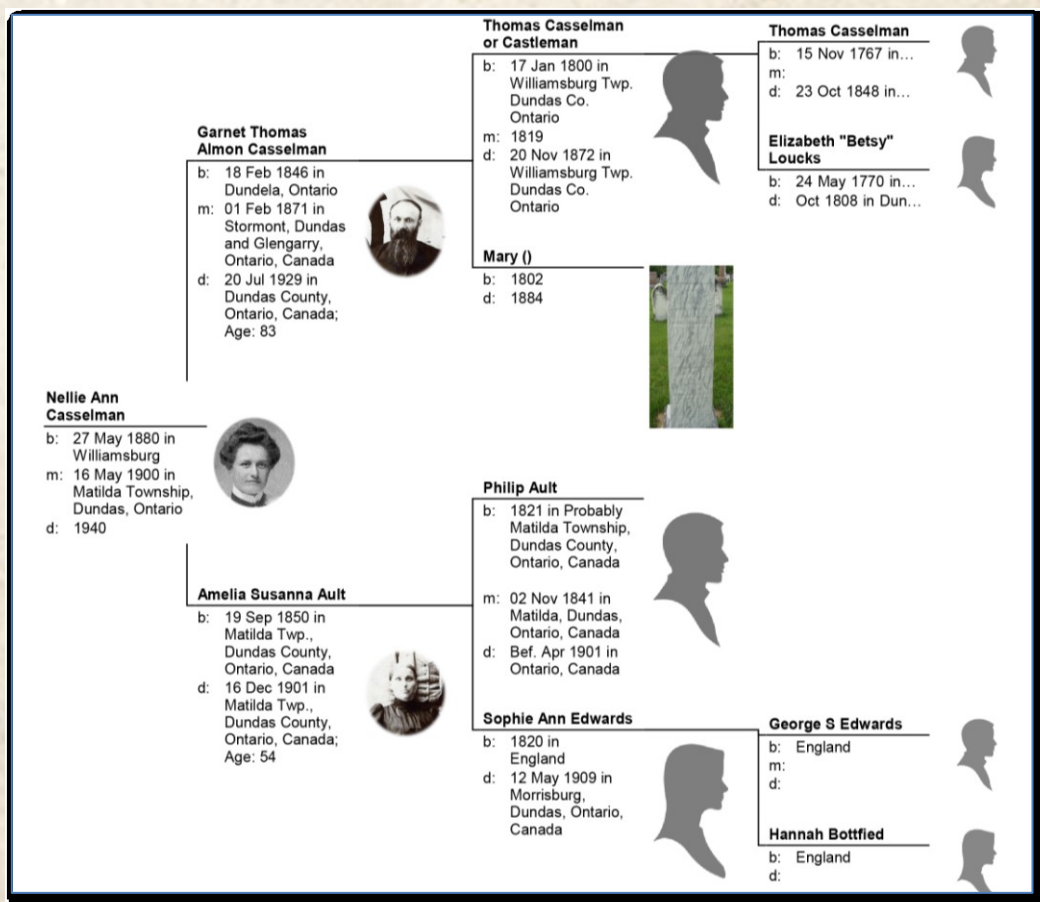 Thomas Casselman
or Castleman
b: 17 Jan 1800 in
Williamsburg Twp.
Dundas Co.
Ontario
m: 1819
d: 20 Nov 1872 in
Williamsburg Twp.
Dundas Co.
Ontario
Thomas Casselman
b: 15 Nov 1767 in...
m:
d: 23 Oct 1848 in...
Elizabeth "Betsy"
Loucks
b: 24 May 1770 in...
d: Oct 1808 in Dun...
Garnet Thomas
Almon Casselman
b: 18 Feb 1846 in
Dundela, Ontario
m: 01 Feb 1871 in
Stormont, Dundas
and Glengarry,
Ontario, Canada
d: 20 Jul 1929 in
Dundas County,
Ontario, Canada;
Age: 83
Mary ()
b: 1802
d: 1884
Nellie Ann
Casselman
b: 27 May 1880 in
Williamsburg
m: 16 May 1900 in
Matilda Township,
Dundas, Ontario
d: 1940
Philip Ault
b: 1821 in Probably
Matilda Township,
Dundas County,
Ontario, Canada
m: 02 Nov 1841 in
Matilda, Dundas,
Ontario, Canada
d: Bef. Apr 1901 in
Ontario, Canada
Amelia Susanna Ault
b: 19 Sep 1850 in
Matilda Twp.,
Dundas County,
Ontario, Canada
d: 16 Dec 1901 in
Matilda Twp.,
Dundas County,
Ontario, Canada;
Age: 54
Sophie Ann Edwards
b: 1820 in
England
d: 12 May 1909 in
Morrisburg,
Dundas, Ontario,
Canada
George S Edwards
b: England
m:
d:
Hannah Bottfied
b: England
d: